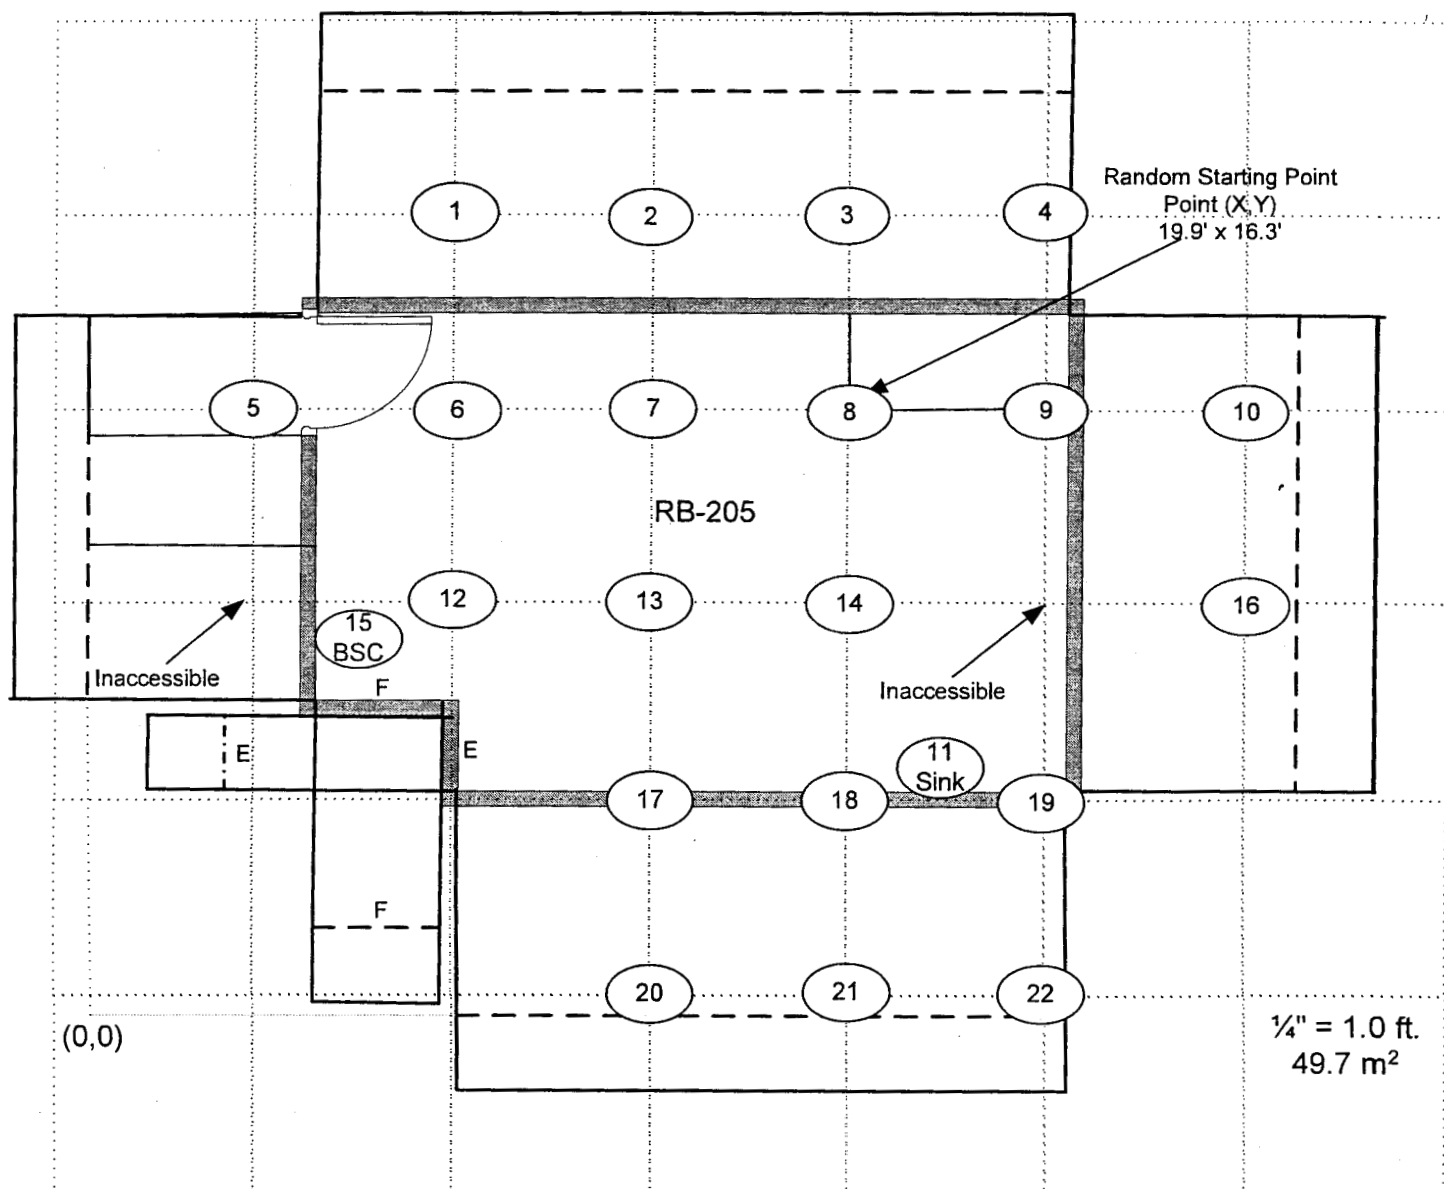 Random Starting Point
Point (X,Y)
19.9' x 16.3'
1
2
3
4
5
6
7
8
9
10
RB-205
12
13
14
15
BSC
16
Inaccessible
Inaccessible
F
E
E
11
Sink
17
18
19
F
20
21
22
(0,0)
¼" = 1.0 ft.
49.7 m²